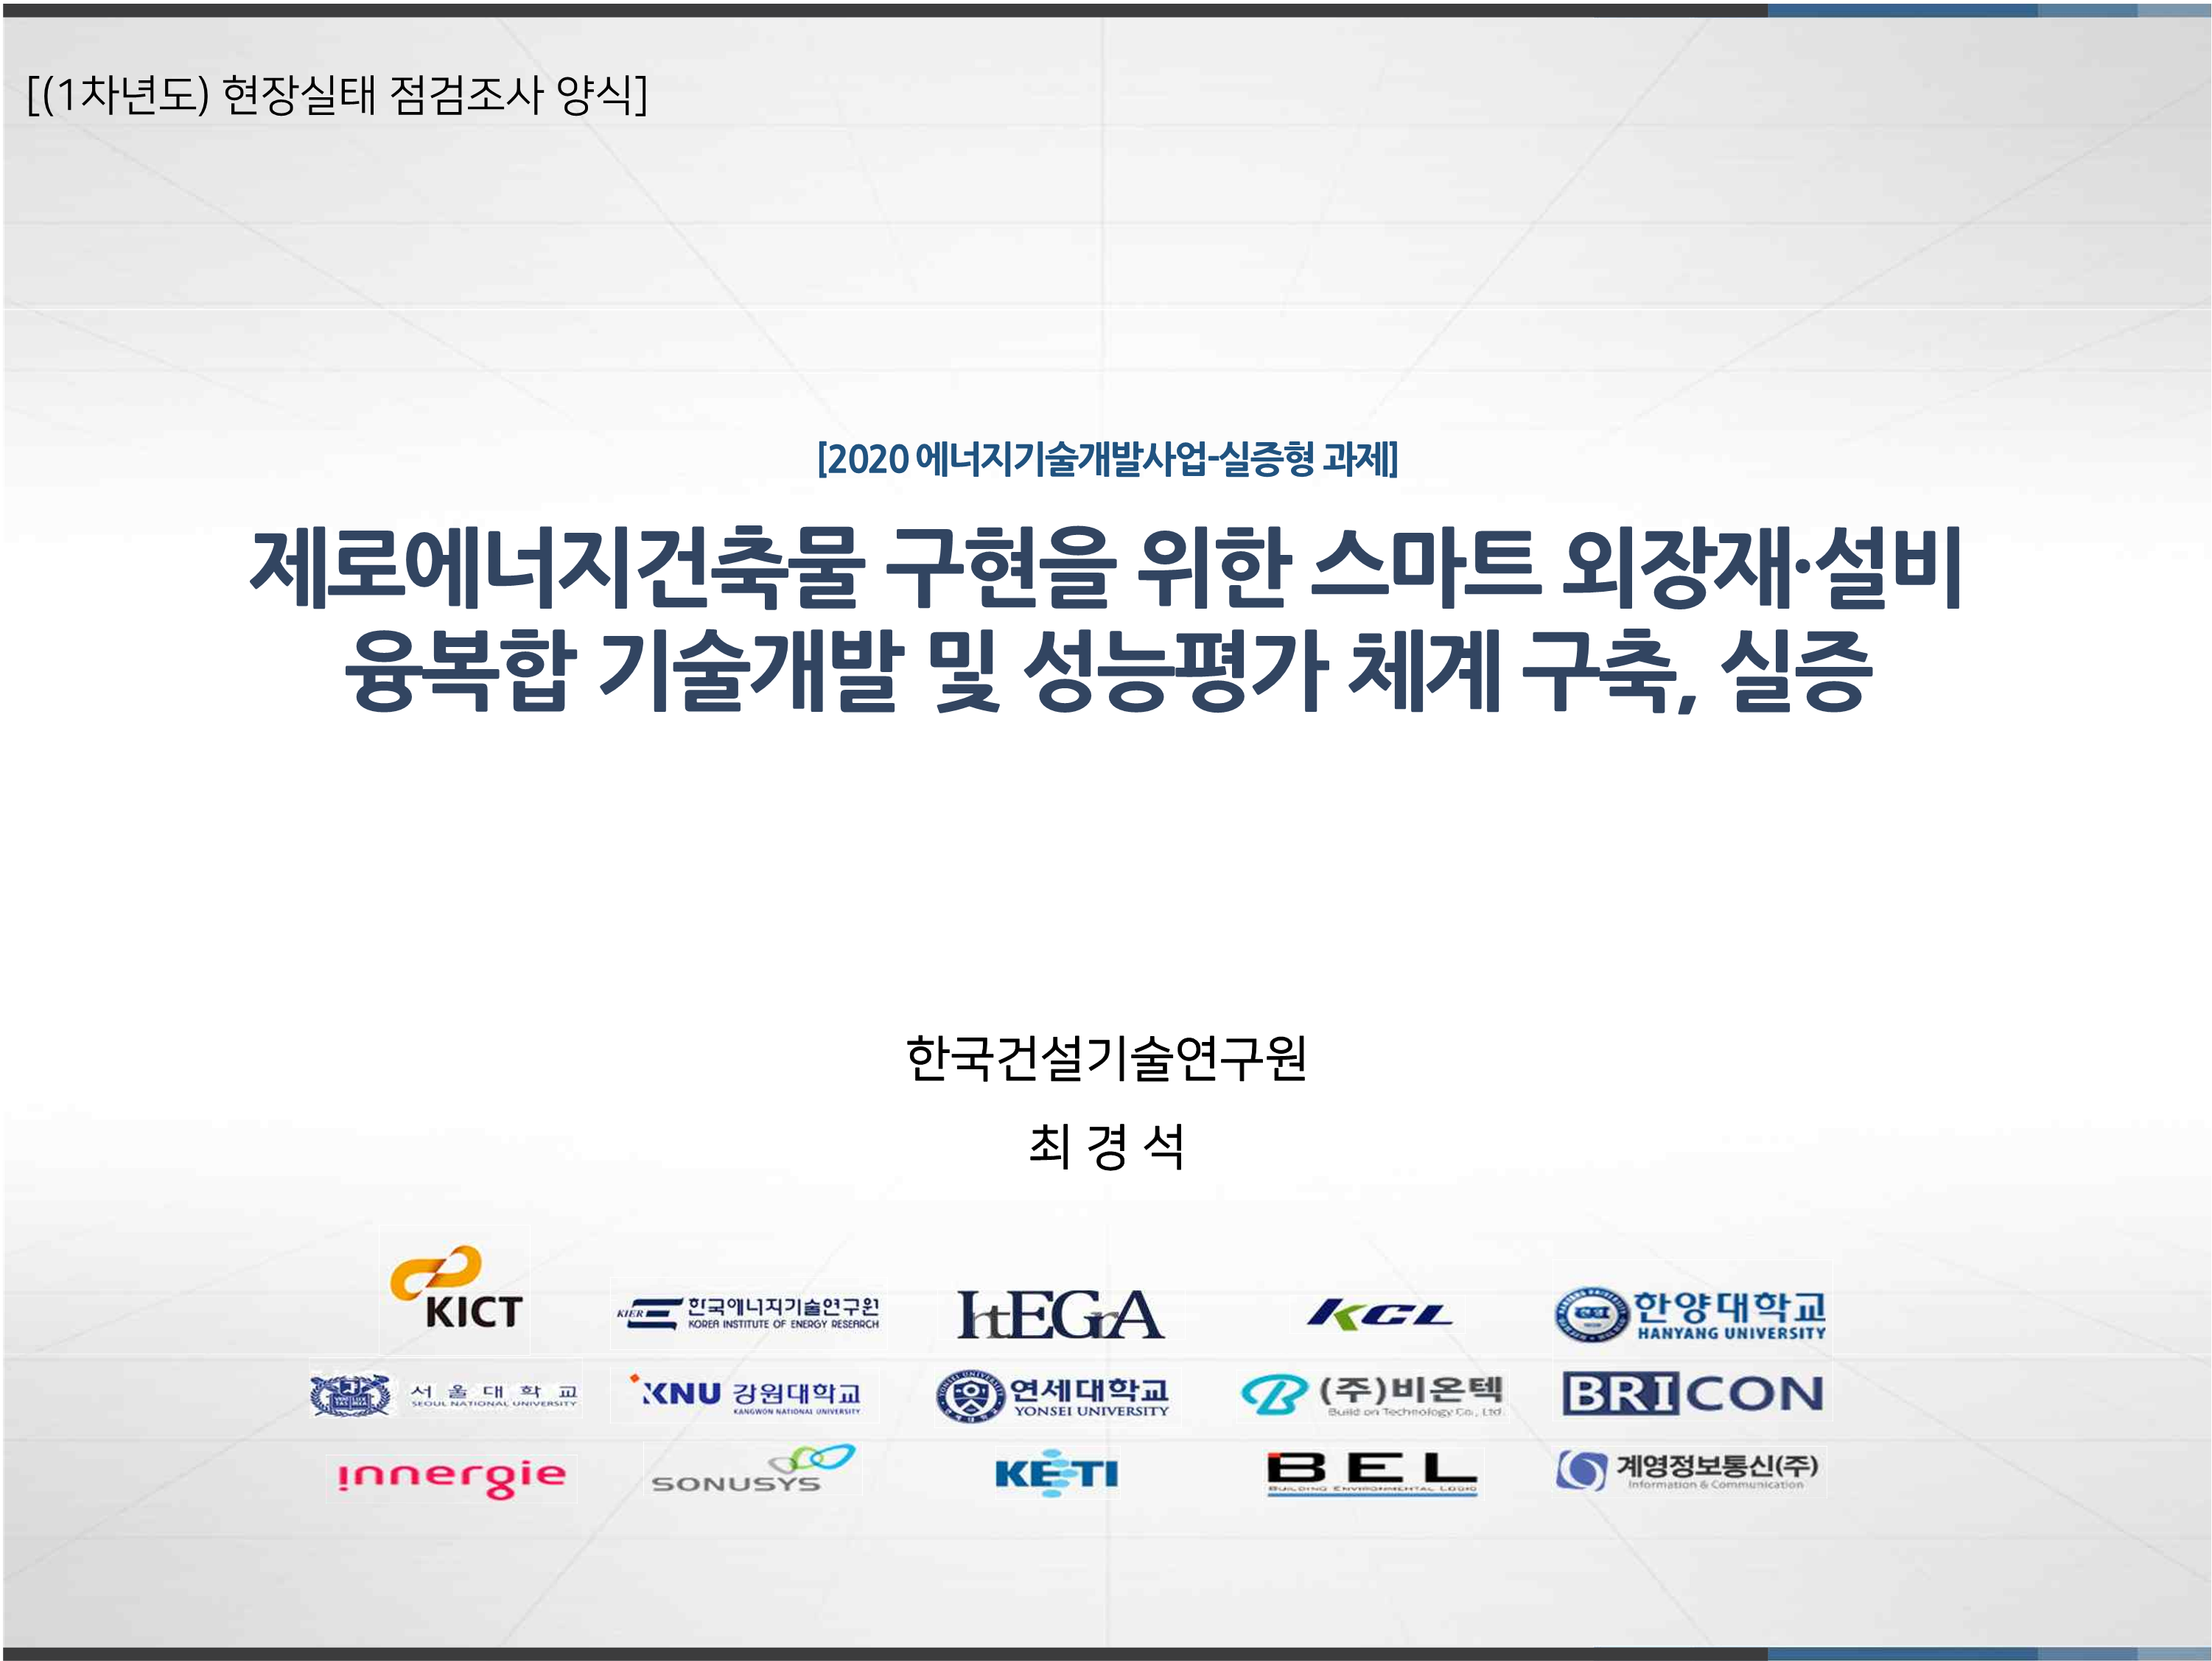 [(1차년도) 현장실태 점검조사 양식]
[2020 에너지기술개발사업-실증형 과제]
제로에너지건축물 구현을 위한 스마트 외장재·설비
융복합 기술개발 및 성능평가 체계 구축, 실증
한국건설기술연구원
최 경 석
KICT
KIER 한국에너지기술연구원
KOREA INSTITUTE OF ENERGY RESEARCH
IntEGrA
KCL
한양대학교
HANYANG UNIVERSITY
서 울 대 학 교
SEOUL NATIONAL UNIVERSITY
KNU 강원대학교
KANGWON NATIONAL UNIVERSITY
연세대학교
YONSEI UNIVERSITY
(주)비온텍
Build on Technology Co., Ltd.
BRICON
innergie
SONUSYS
KETI
BEL
BUILDING ENVIRONMENTAL LOGIC
계영정보통신(주)
Information & Communication